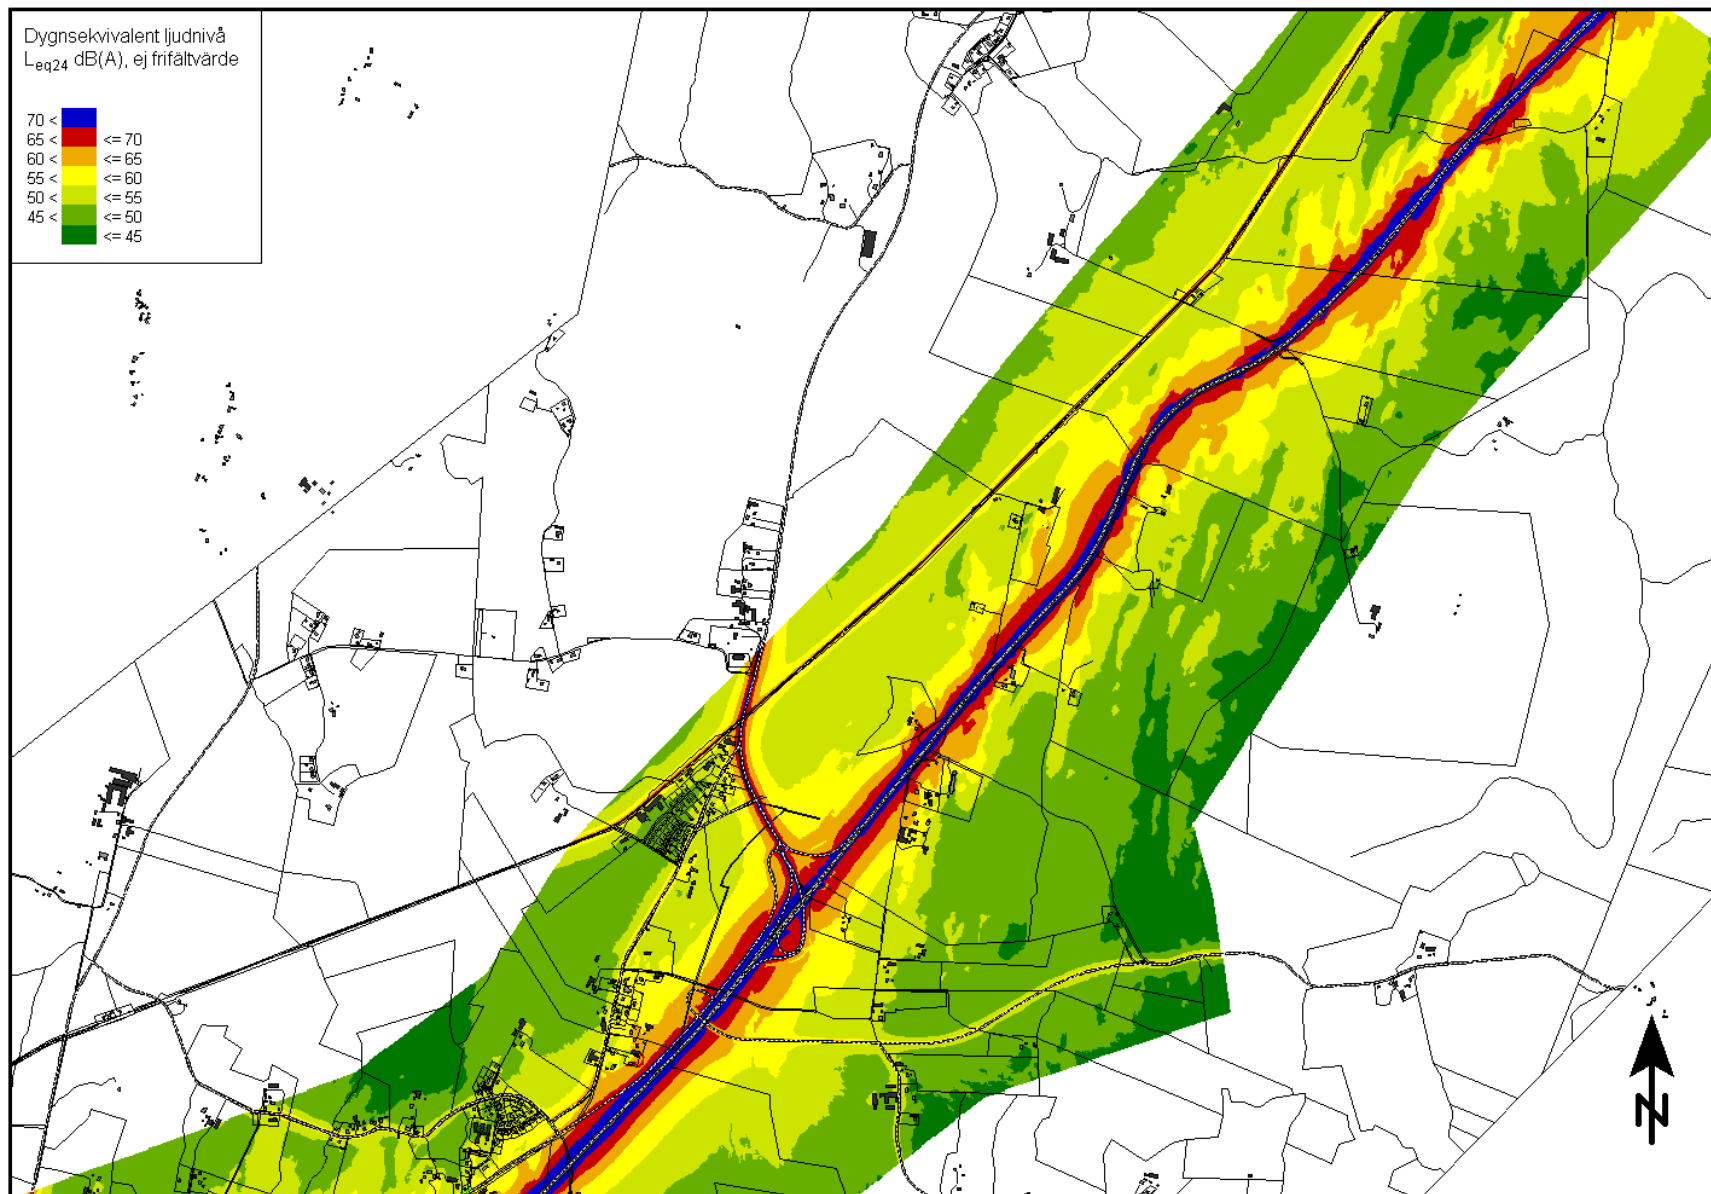 Dygnsekvivalent ljudnivå
Leq24 dB(A), ej frifältvärde
70 <
65 < <= 70
60 < <= 65
55 < <= 60
50 < <= 55
45 < <= 50
<= 45
N